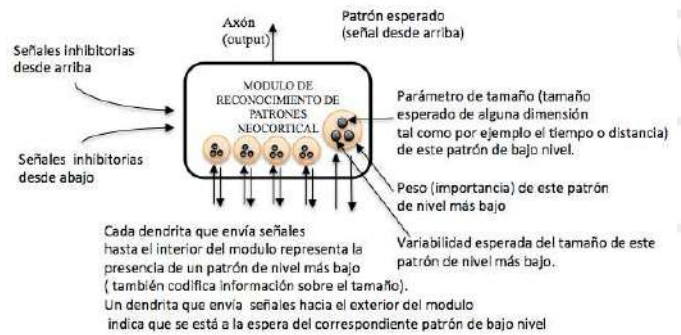 Axón
(output)
Patrón esperado
(señal desde arriba)
Señales inhibitorias
desde arriba
MODULO DE
RECONOCIMIENTO DE
PATRONES
NEOCORTICAL
Señales inhibitorias
desde abajo
Parámetro de tamaño (tamaño
esperado de alguna dimensión
tal como por ejemplo el tiempo o distancia)
de este patrón de bajo nivel.
Peso (importancia) de este patrón
de nivel más bajo
Variabilidad esperada del tamaño de este
patrón de nivel más bajo.
Cada dendrita que envía señales
hasta el interior del modulo representa la
presencia de un patrón de nivel más bajo
( también codifica información sobre el tamaño).
Un dendrita que envía señales hacia el exterior del modulo
indica que se está a la espera del correspondiente patrón de bajo nivel